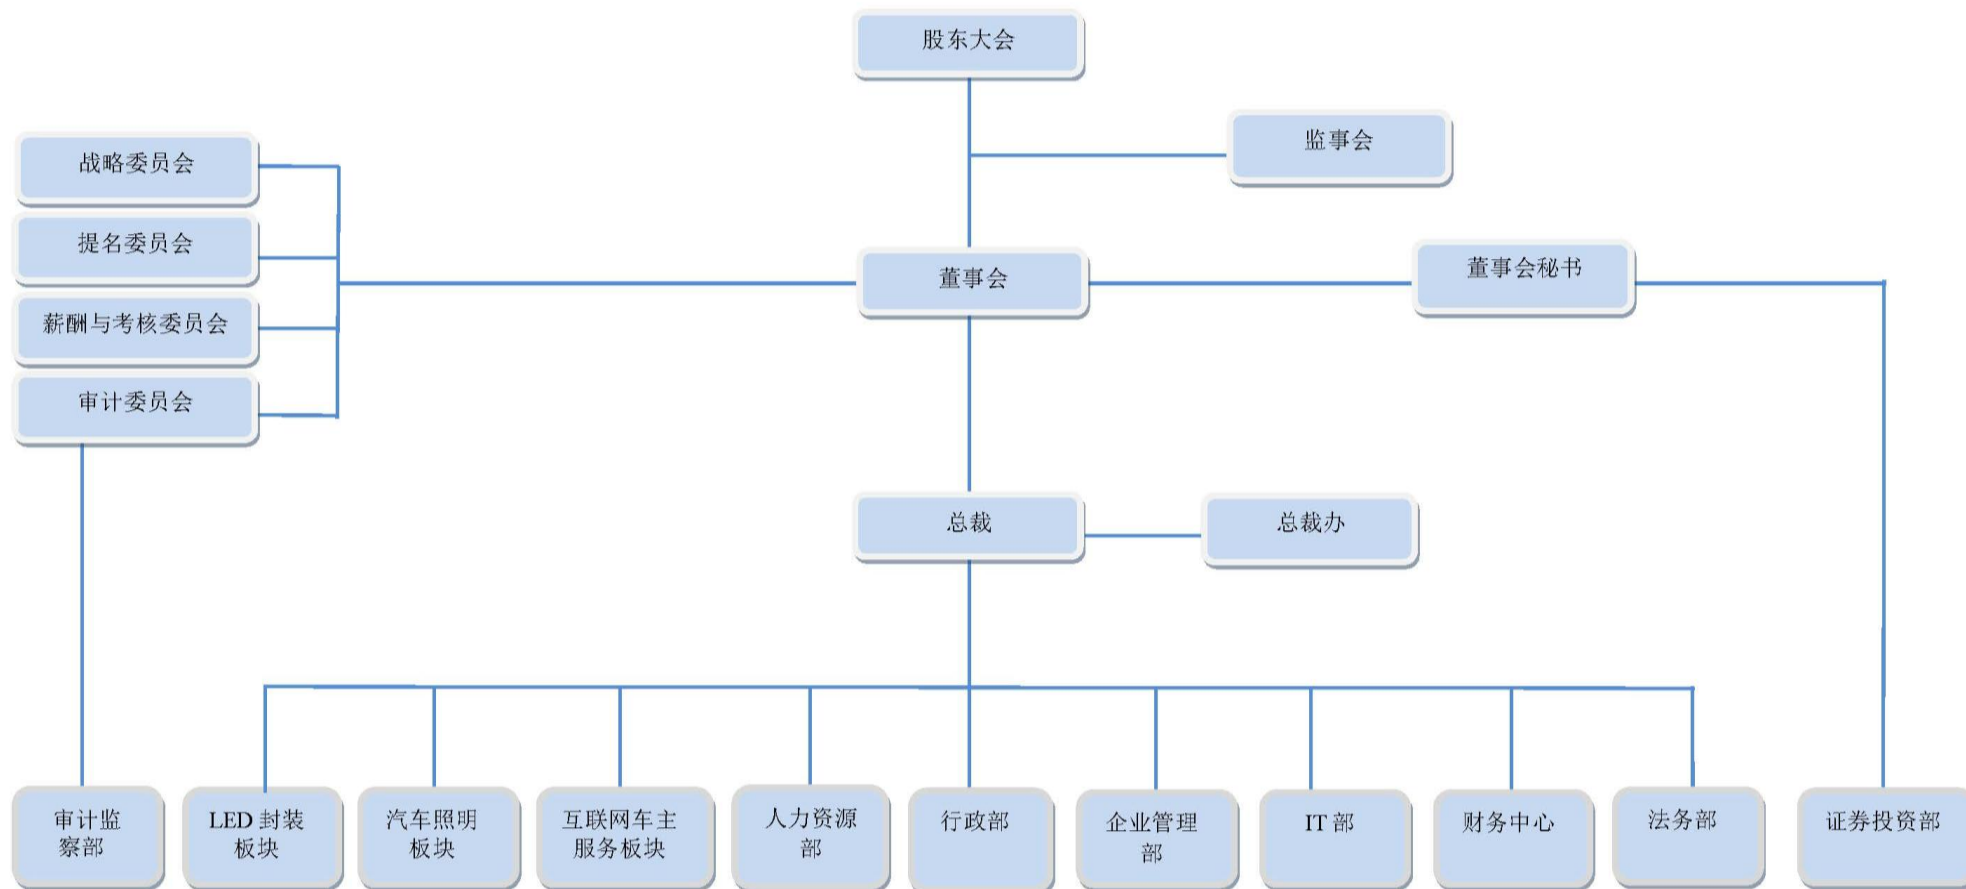 股东大会
监事会
战略委员会
提名委员会
董事会
董事会秘书
薪酬与考核委员会
审计委员会
总裁
总裁办
审计监
察部
LED 封装
板块
汽车照明
板块
互联网车主
服务板块
人力资源
部
行政部
企业管理
部
IT 部
财务中心
法务部
证券投资部